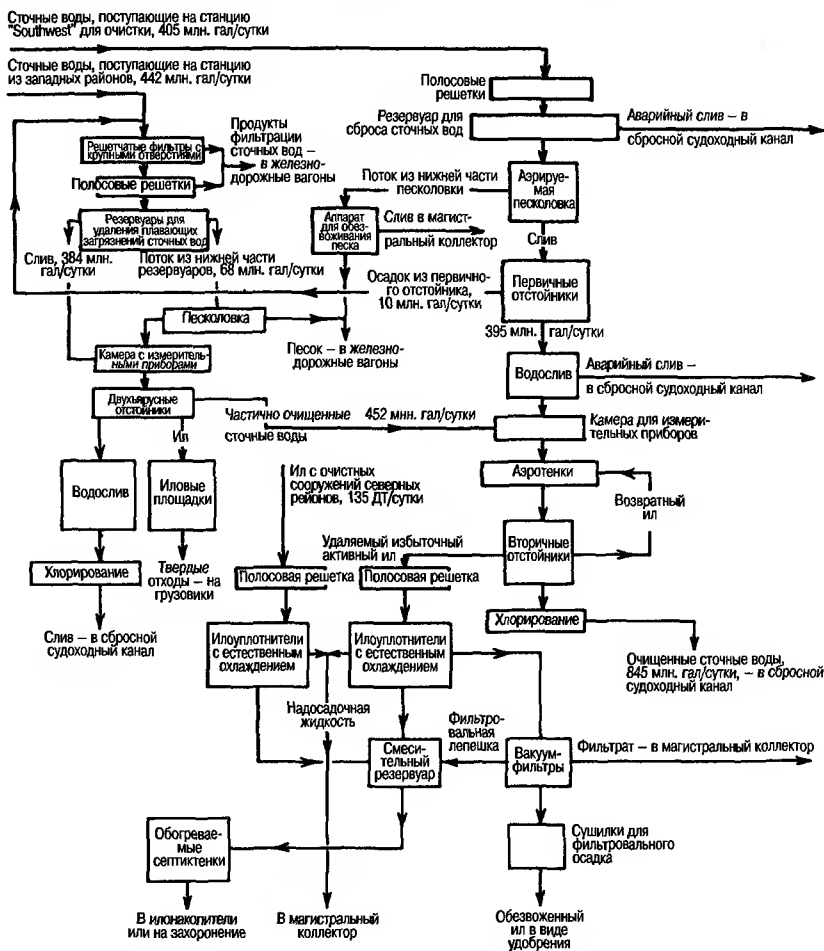 Сточные воды, поступающие на станцию
"Southwest" для очистки, 405 млн. гал/сутки
Сточные воды, поступающие на станцию
из западных районов, 442 млн. гал/сутки
Полосовые
решетки
Резервуар для
сброса сточных вод
Аварийный слив – в
сбросной судоходный канал
Продукты
фильтрации
сточных вод –
в железно-
дорожные вагоны
Решетчатые фильтры с
крупными отверстиями
Полосовые решетки
Резервуары для
удаления плавающих
загрязнений сточных вод
Поток из нижней части
песколовки
Аэрируе-
мая
песколовка
Аппарат
для обез-
воживания
песка
Слив в магист-
ральный коллектор
Слив
Слив, 384 млн.
гал/сутки
Поток из нижней части
резервуаров, 68 млн. гал/сутки
Осадок из первично-
го отстойника,
10 млн. гал/сутки
Первичные
отстойники
395 млн. гал/сутки
Песколовка
Песок – в железно-
дорожные вагоны
Камера с измеритель-
ными приборами
Водослив
Аварийный слив –
в сбросной судоходный канал
Двухъярусные
отстойники
Частично очищенные 452 мнн. гал/сутки
сточные воды
Камера для измери-
тельных приборов
Ил
Водослив
Иловые
площадки
Ил с очистных
сооружений северных
районов, 135 ДТ/сутки
Аэротенки
Возвратный
ил
Вторичные
отстойники
Удаляемый избыточный
активный ил
Хлорирование
Твердые
отходы – на
грузовики
Полосовая решетка
Полосовая решетка
Хлорирование
Слив – в сбросной
судоходный канал
Илоуплотнители
с естественным
охлаждением
Илоуплотнители
с естественным
охлаждением
Очищенные сточные воды,
845 млн. гал/сутки, – в сбросной
судоходный канал
Надосадочная
жидкость
Фильтро-
вальная
лепешка
Смеси-
тельный
резервуар
Вакуум-
фильтры
Фильтрат – в магистральный коллектор
Обогревае-
мые
септиктенки
Сушилки для
фильтровального
осадка
В илонакопители
или на захоронение
В магистральный
коллектор
Обезвоженный
ил в виде
удобрения